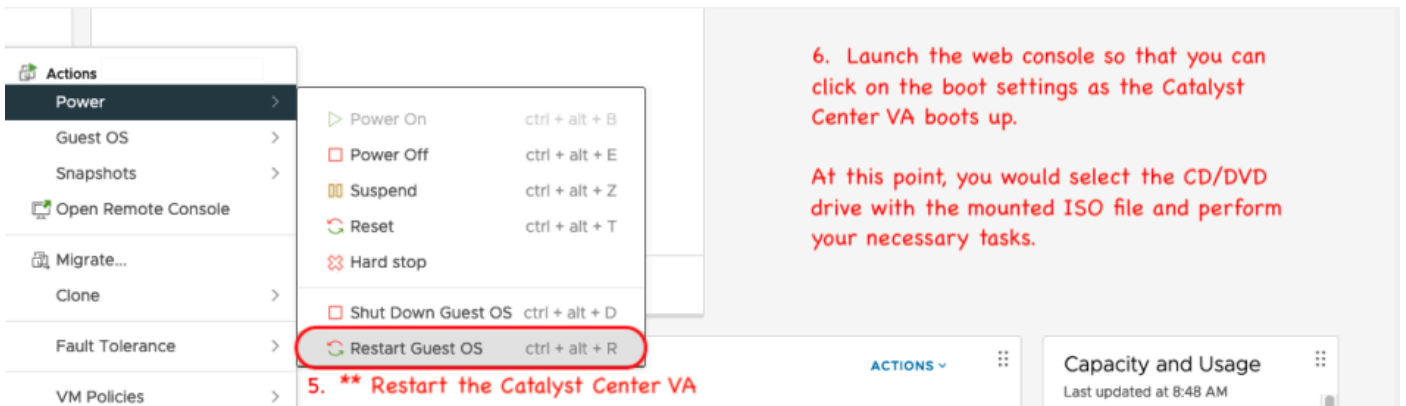 Actions
Power
Guest OS
Snapshots
Open Remote Console
Migrate...
Clone
Fault Tolerance
VM Policies
Power On ctrl + alt + B
Power Off ctrl + alt + E
Suspend ctrl + alt + Z
Reset ctrl + alt + T
Hard stop
Shut Down Guest OS ctrl + alt + D
Restart Guest OS ctrl + alt + R
5. ** Restart the Catalyst Center VA
6. Launch the web console so that you can
click on the boot settings as the Catalyst
Center VA boots up.
At this point, you would select the CD/DVD
drive with the mounted ISO file and perform
your necessary tasks.
ACTIONS
Capacity and Usage
Last updated at 8:48 AM